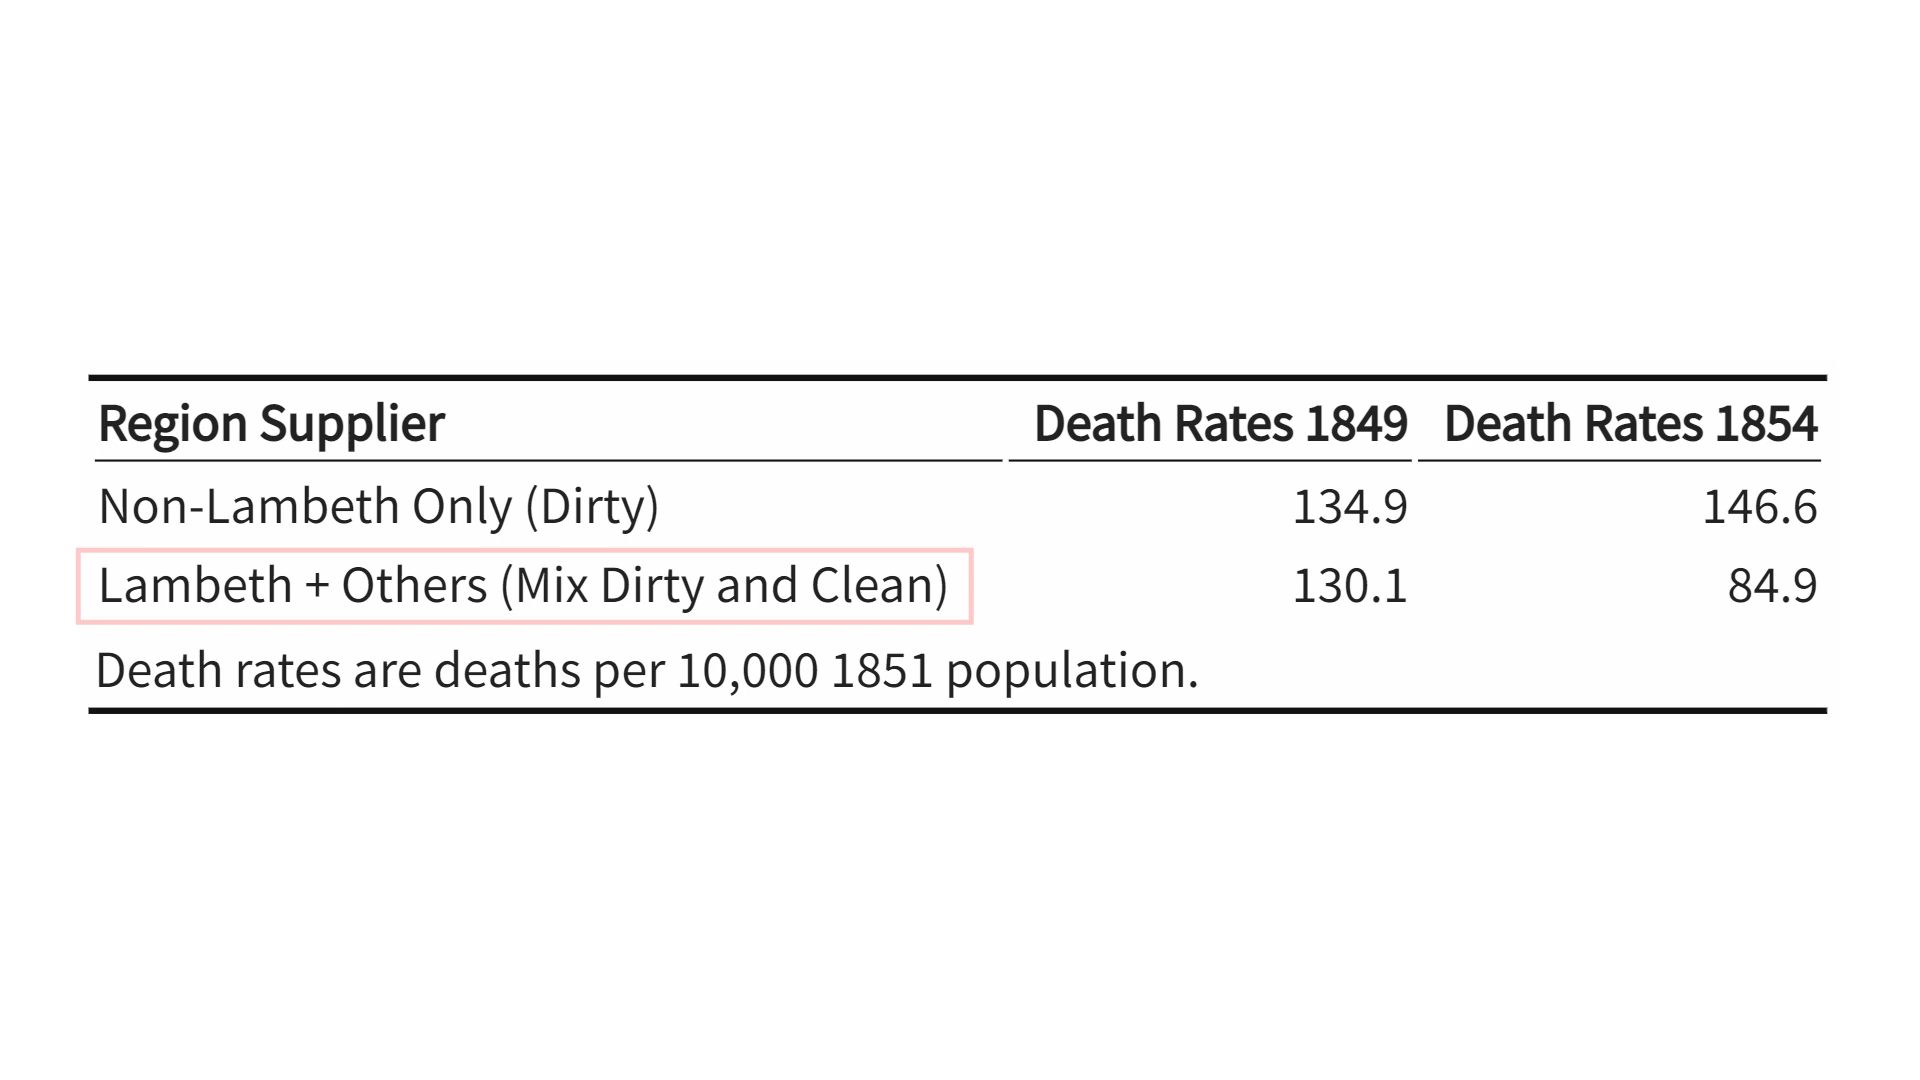 Region Supplier Death Rates 1849 Death Rates 1854
Non-Lambeth Only (Dirty) 134.9 146.6
Lambeth + Others (Mix Dirty and Clean) 130.1 84.9
Death rates are deaths per 10,000 1851 population.